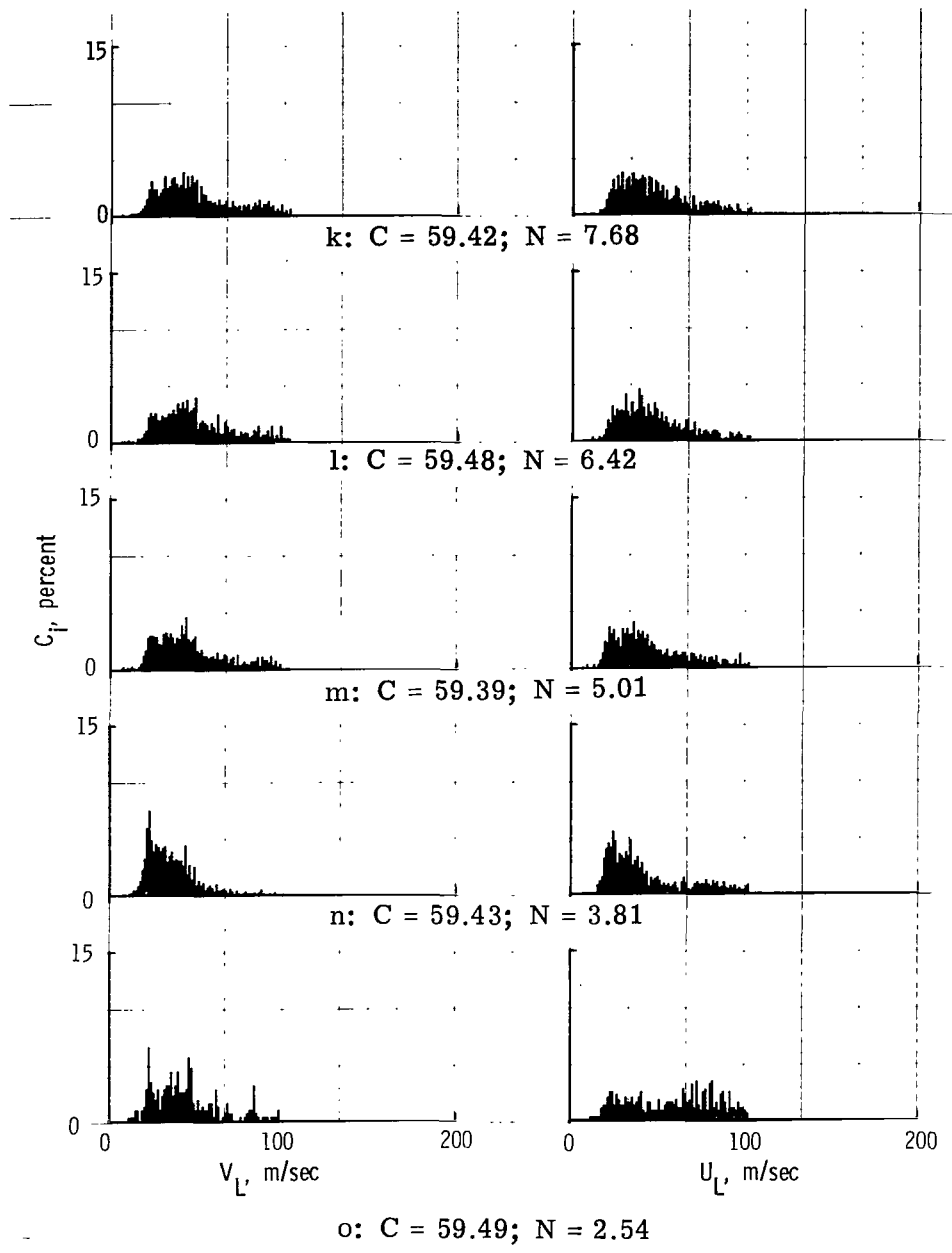 15
0
k: C = 59.42; N = 7.68
15
0
l: C = 59.48; N = 6.42
15
C_i, percent
0
m: C = 59.39; N = 5.01
15
0
n: C = 59.43; N = 3.81
15
0
0 100 200 0 100 200
V_L, m/sec U_L, m/sec
o: C = 59.49; N = 2.54